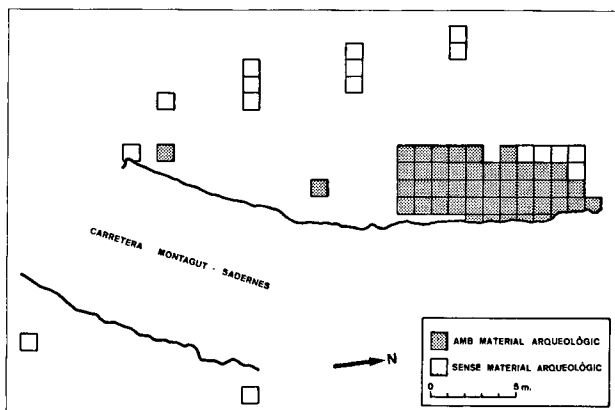 CARRETERA MONTAGUT - SADERNES
N
AMB MATERIAL ARQUEOLÒGIC
SENSE MATERIAL ARQUEOLÒGIC
0 5 m.